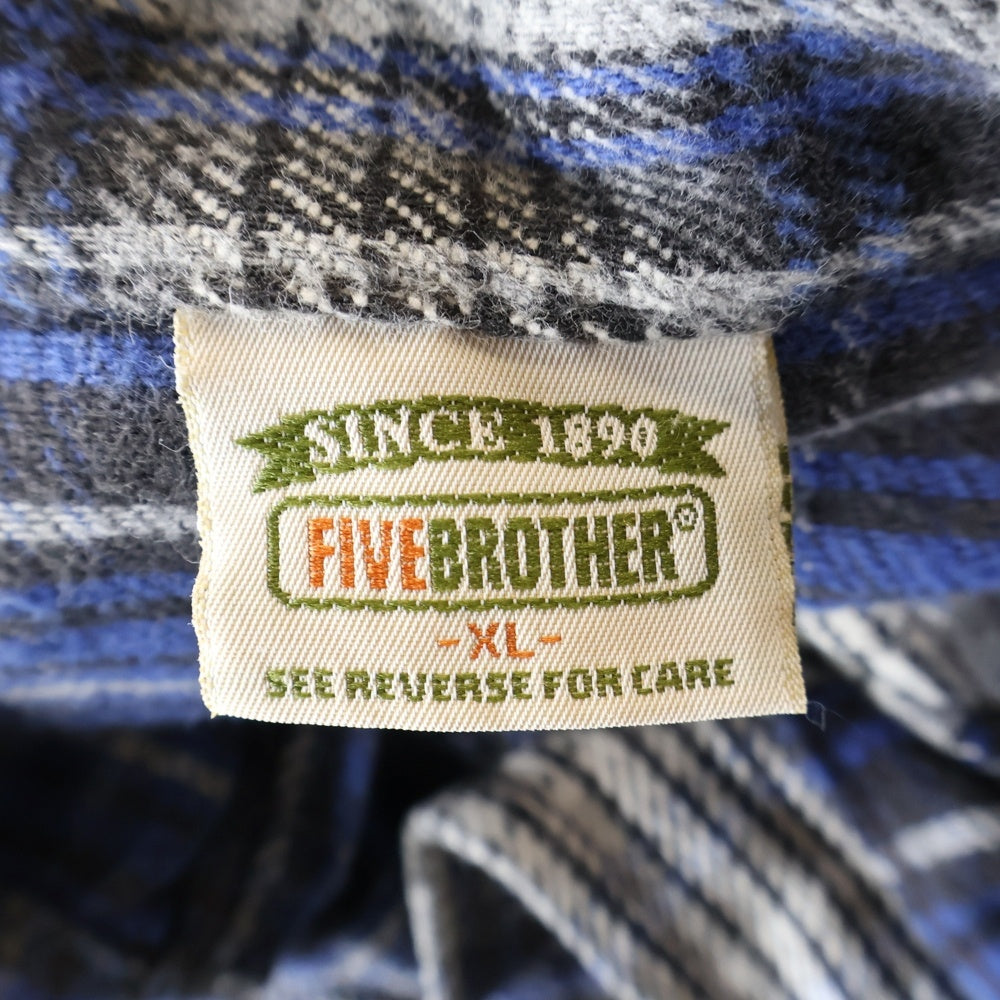 SINCE 1890
FIVEBROTHER®
-XL-
SEE REVERSE FOR CARE